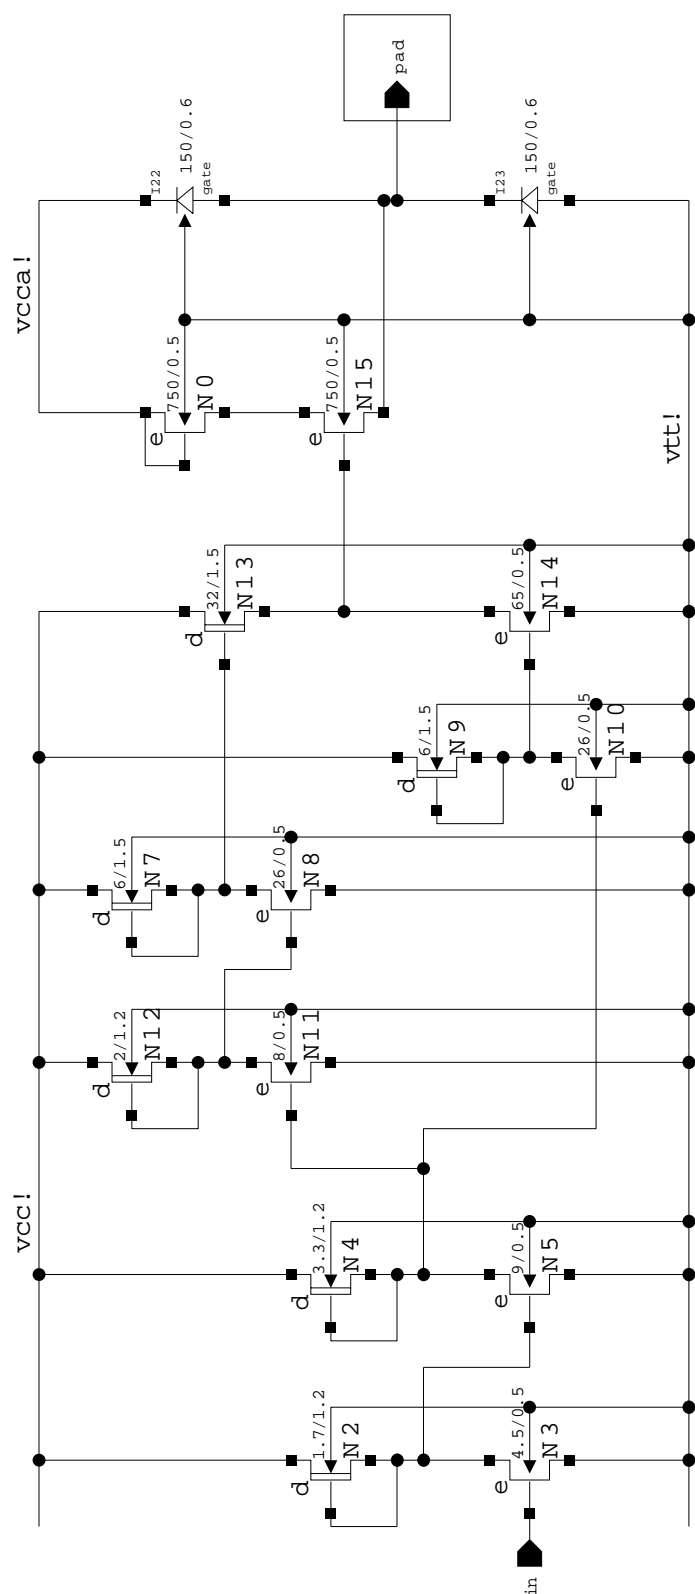 in
vcc!
vcca!
vtt!
1.7/1.2
N2
d
4.5/0.5
N3
e
3.3/1.2
N4
d
9/0.5
N5
e
2/1.2
N12
d
8/0.5
N11
e
6/1.5
N7
d
26/0.5
N8
e
6/1.5
N9
d
26/0.5
N10
e
32/1.5
N13
d
65/0.5
N14
e
750/0.5
N0
e
750/0.5
N15
e
I22
150/0.6
gate
I23
150/0.6
gate
pad